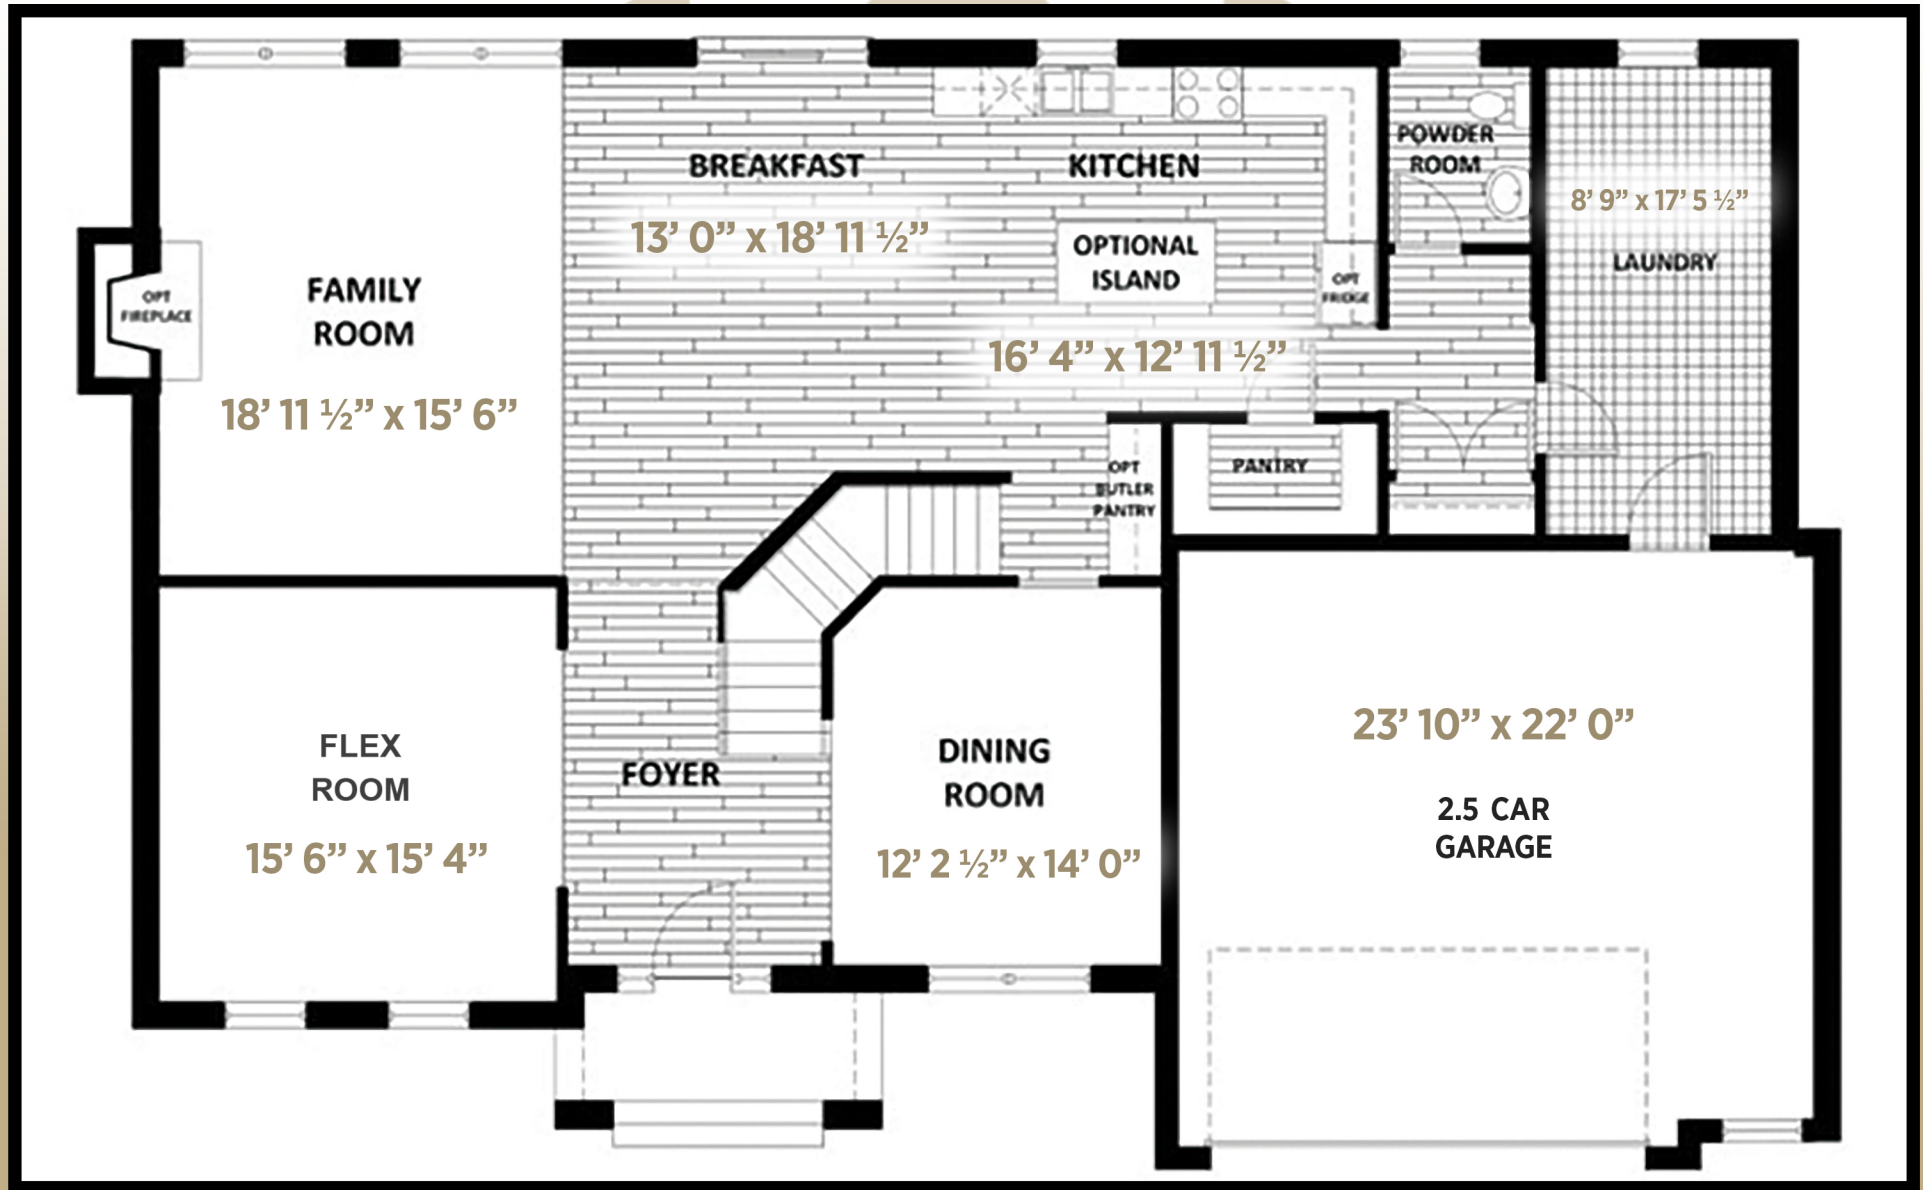 BREAKFAST
13’ 0” x 18’ 11 ½”
KITCHEN
OPTIONAL
ISLAND
16’ 4” x 12’ 11 ½”
OPT
FRIDGE
POWDER
ROOM
8’ 9” x 17’ 5 ½”
LAUNDRY
OPT
FIREPLACE
FAMILY
ROOM
18’ 11 ½” x 15’ 6”
OPT
BUTLER
PANTRY
PANTRY
FLEX
ROOM
15’ 6” x 15’ 4”
FOYER
DINING
ROOM
12’ 2 ½” x 14’ 0”
23’ 10” x 22’ 0”
2.5 CAR
GARAGE